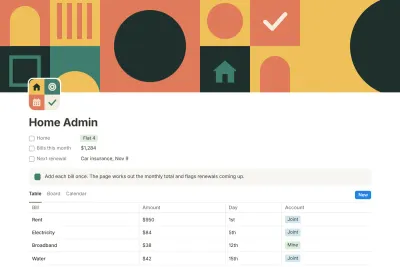 Home Admin
Home Flat 4
Bills this month $1,284
Next renewal Car insurance, Nov 9
Add each bill once. The page works out the monthly total and flags renewals coming up.
Table Board Calendar New
Bill Amount Day Account
Rent $950 1st Joint
Electricity $84 5th Joint
Broadband $38 12th Mine
Water $42 15th Joint